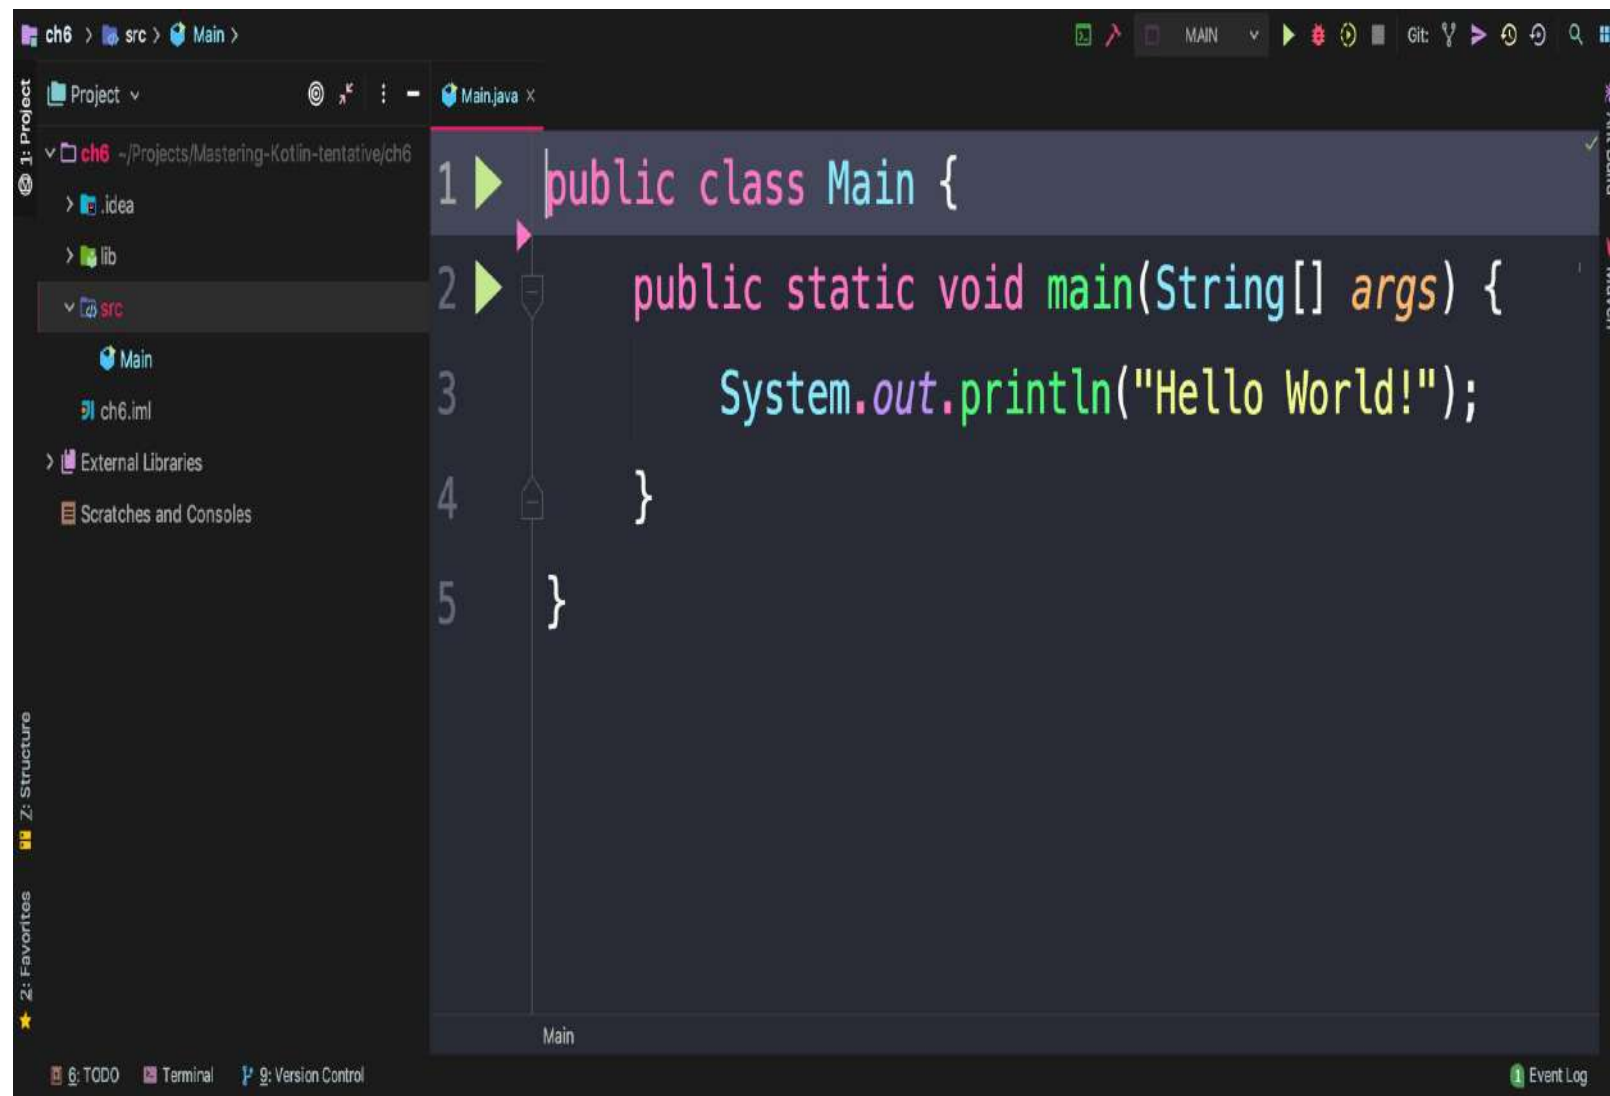 ch6 > src > Main >
MAIN
Git:
1: Project
Project
Main.java ×
ch6 ~/Projects/Mastering-Kotlin-tentative/ch6
.idea
lib
src
Main
ch6.iml
External Libraries
Scratches and Consoles
1 public class Main {
2 public static void main(String[] args) {
3 System.out.println("Hello World!");
4 }
5 }
Z: Structure
2: Favorites
Main
6: TODO
Terminal
9: Version Control
1 Event Log